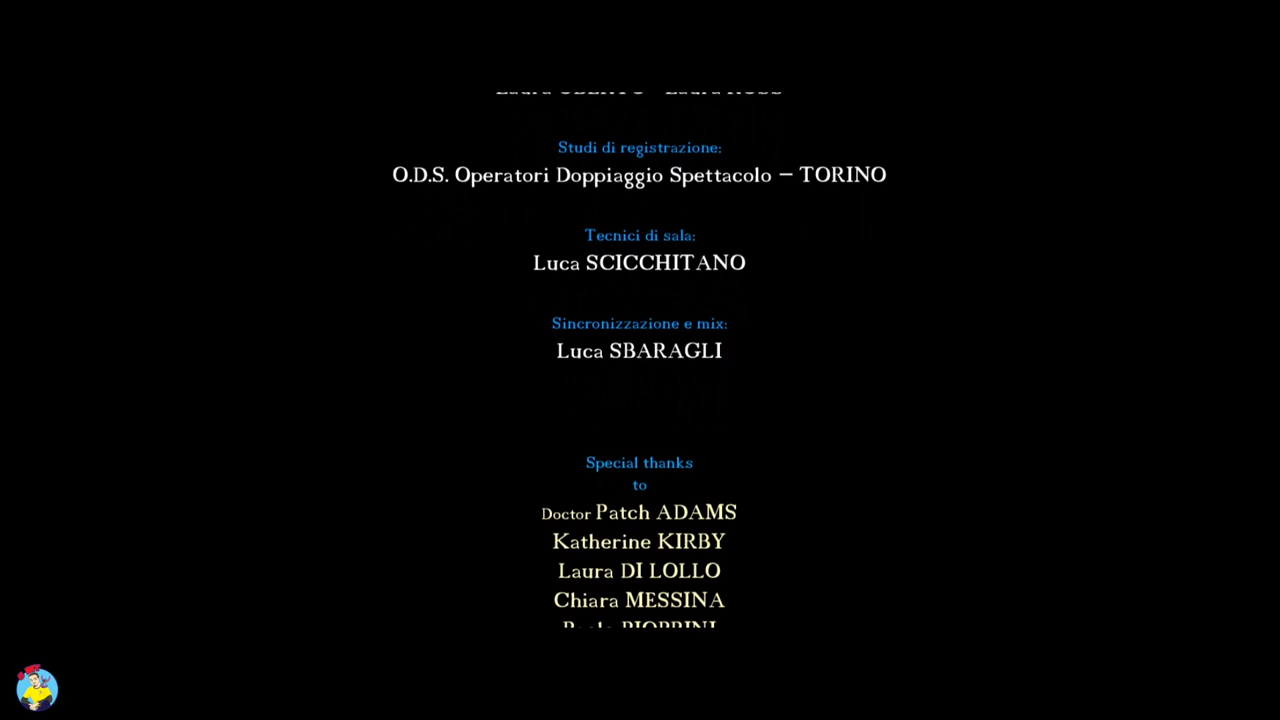 Studi di registrazione:
O.D.S. Operatori Doppiaggio Spettacolo – TORINO
Tecnici di sala:
Luca SCICCHITANO
Sincronizzazione e mix:
Luca SBARAGLI
Special thanks
to
Doctor Patch ADAMS
Katherine KIRBY
Laura DI LOLLO
Chiara MESSINA